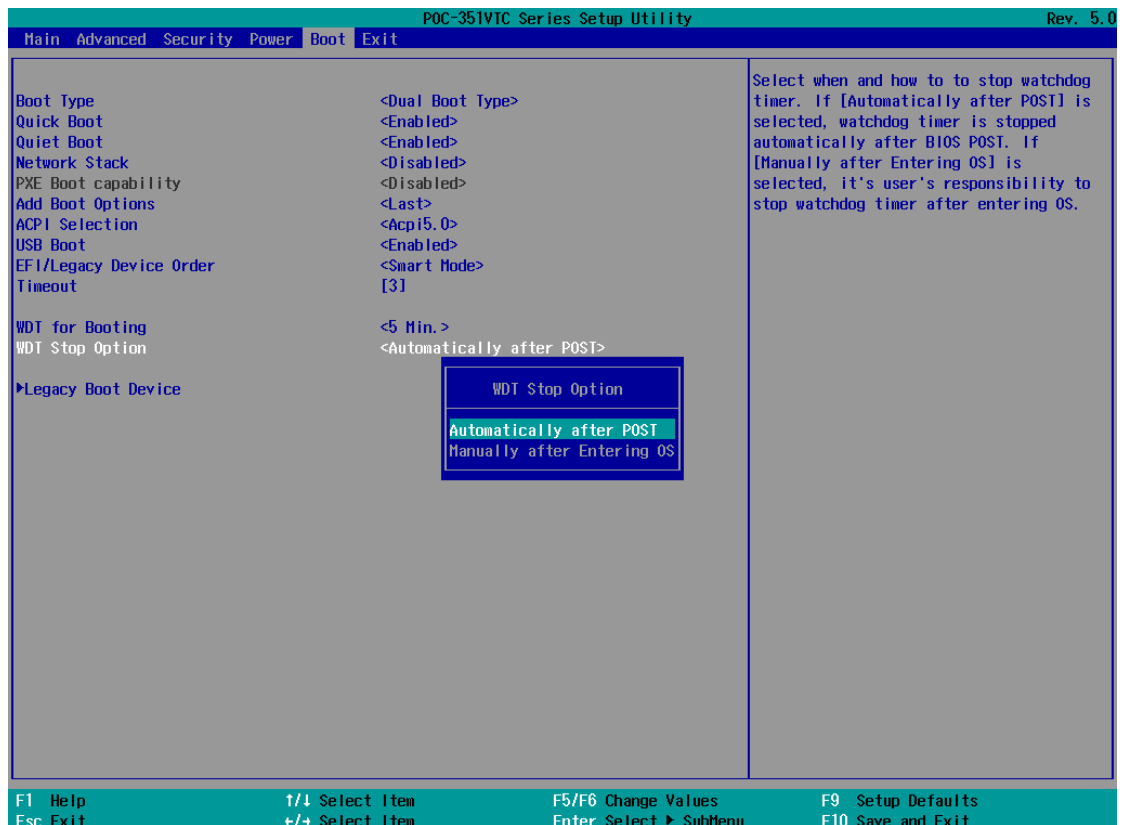 POC-351VTC Series Setup Utility Rev. 5.0
Main Advanced Security Power Boot Exit
Boot Type <Dual Boot Type>
Quick Boot <Enabled>
Quiet Boot <Enabled>
Network Stack <Disabled>
PXE Boot capability <Disabled>
Add Boot Options <Last>
ACPI Selection <Acpi5.0>
USB Boot <Enabled>
EFI/Legacy Device Order <Smart Mode>
Timeout [3]
WDT for Booting <5 Min.>
WDT Stop Option <Automatically after POST>
▶Legacy Boot Device
WDT Stop Option
Automatically after POST
Manually after Entering OS
Select when and how to to stop watchdog
timer. If [Automatically after POST] is
selected, watchdog timer is stopped
automatically after BIOS POST. If
[Manually after Entering OS] is
selected, it's user's responsibility to
stop watchdog timer after entering OS.
F1 Help ↑/↓ Select Item F5/F6 Change Values F9 Setup Defaults
Esc Exit ←/→ Select Item Enter Select ▶ SubMenu F10 Save and Exit